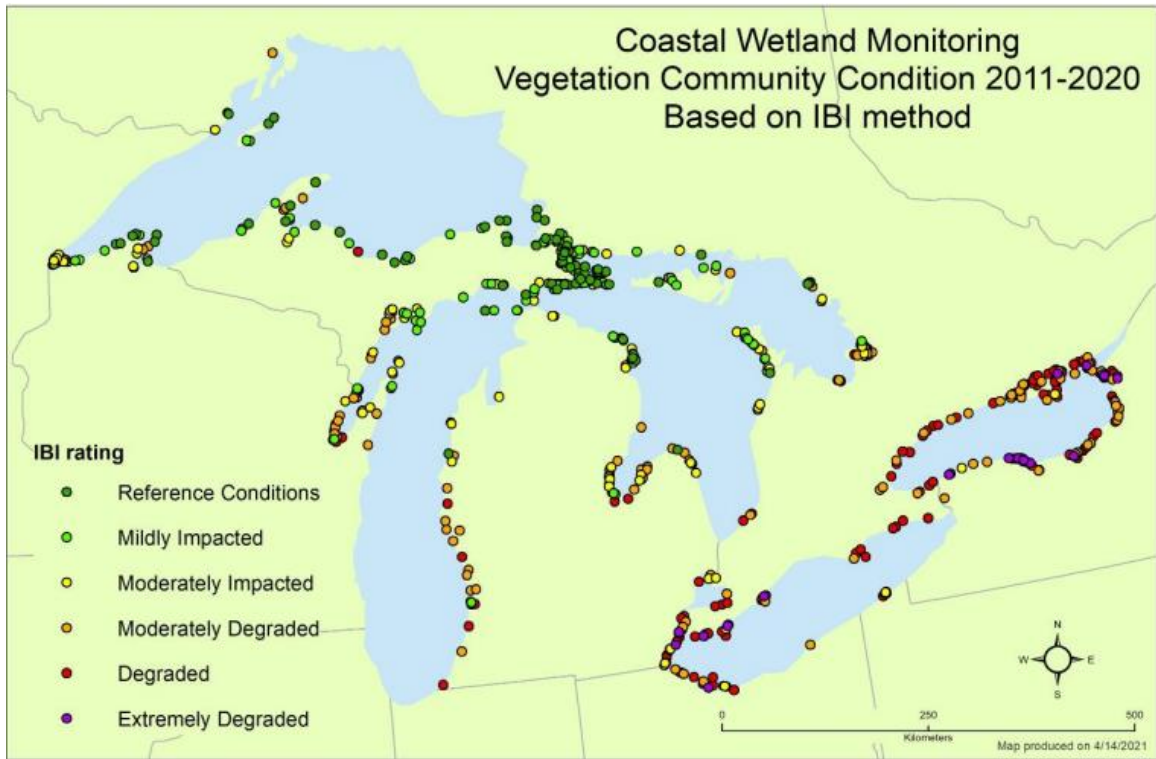 Coastal Wetland Monitoring
Vegetation Community Condition 2011-2020
Based on IBI method
IBI rating
Reference Conditions
Mildly Impacted
Moderately Impacted
Moderately Degraded
Degraded
Extremely Degraded
N
W E
S
0 250 500
Kilometers
Map produced on 4/14/2021